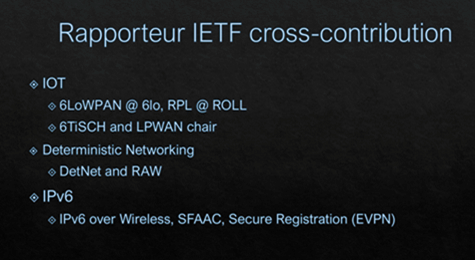 Rapporteur IETF cross-contribution
IOT
6LoWPAN @ 6lo, RPL @ ROLL
6TiSCH and LPWAN chair
Deterministic Networking
DetNet and RAW
IPv6
IPv6 over Wireless, SFAAC, Secure Registration (EVPN)